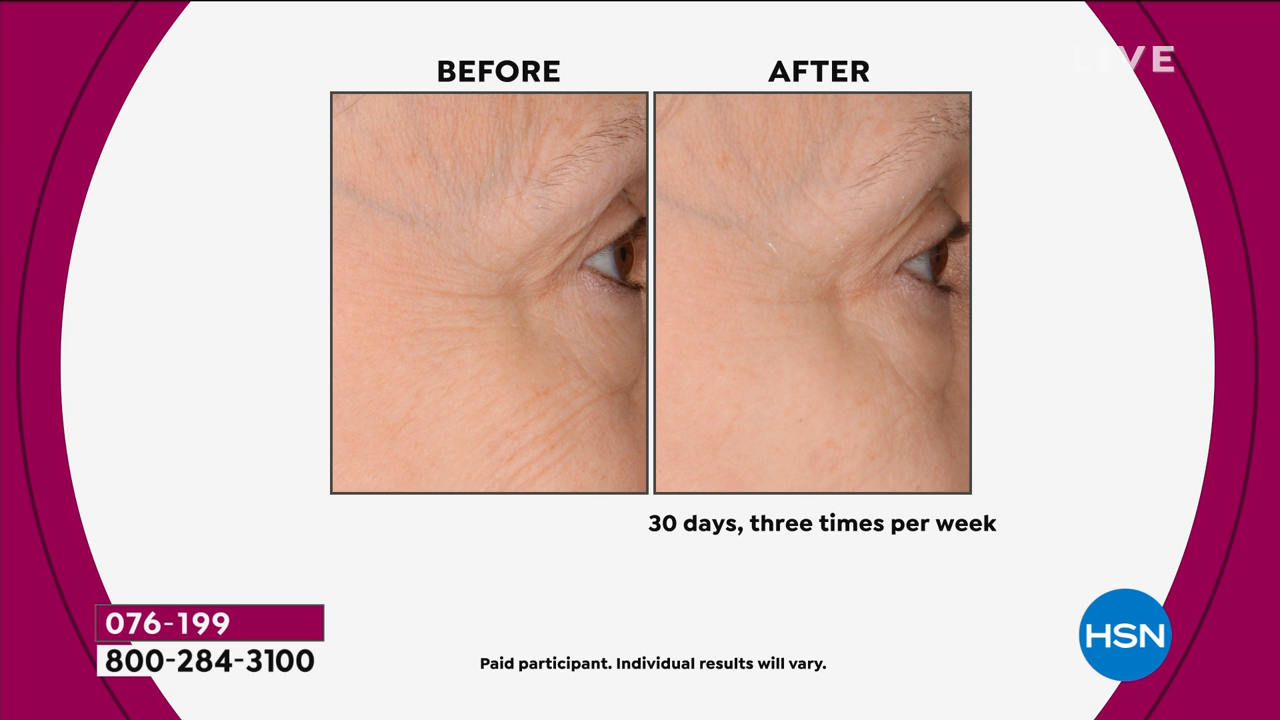 LIVE
BEFORE
AFTER
30 days, three times per week
076-199
800-284-3100
Paid participant. Individual results will vary.
HSN